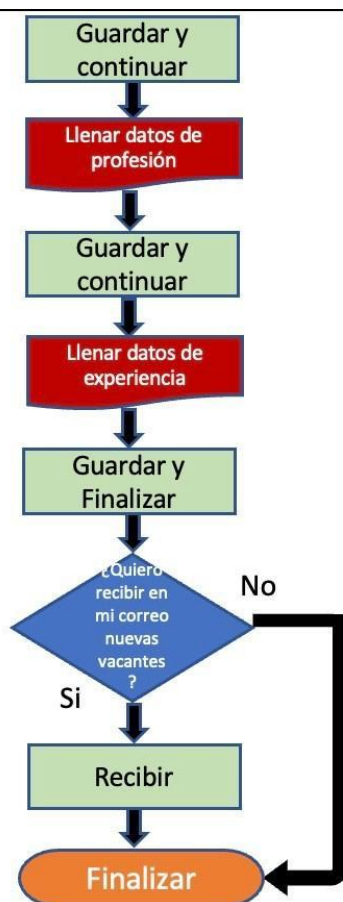 Guardar y
continuar
Llenar datos de
profesión
Guardar y
continuar
Llenar datos de
experiencia
Guardar y
Finalizar
¿Quiero
recibir en
mi correo
nuevas
vacantes
?
No
Si
Recibir
Finalizar